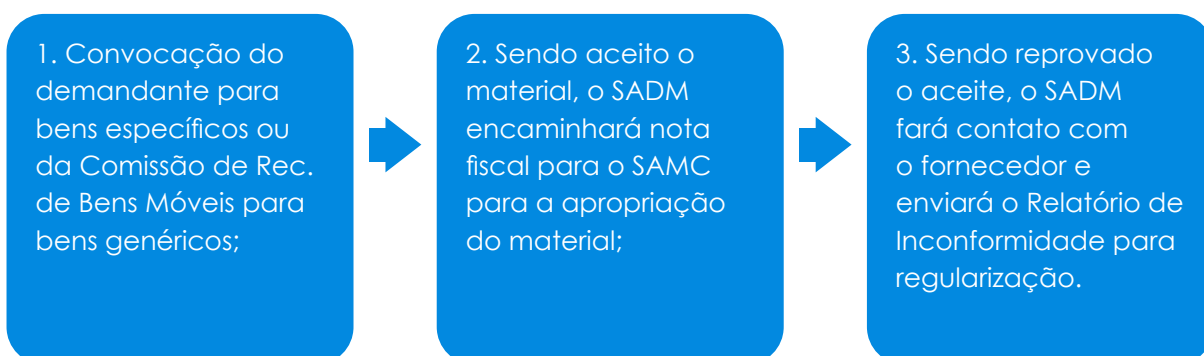 1. Convocação do
demandante para
bens específicos ou
da Comissão de Rec.
de Bens Móveis para
bens genéricos;
2. Sendo aceito o
material, o SADM
encaminhará nota
fiscal para o SAMC
para a apropriação
do material;
3. Sendo reprovado
o aceite, o SADM
fará contato com
o fornecedor e
enviará o Relatório de
Inconformidade para
regularização.